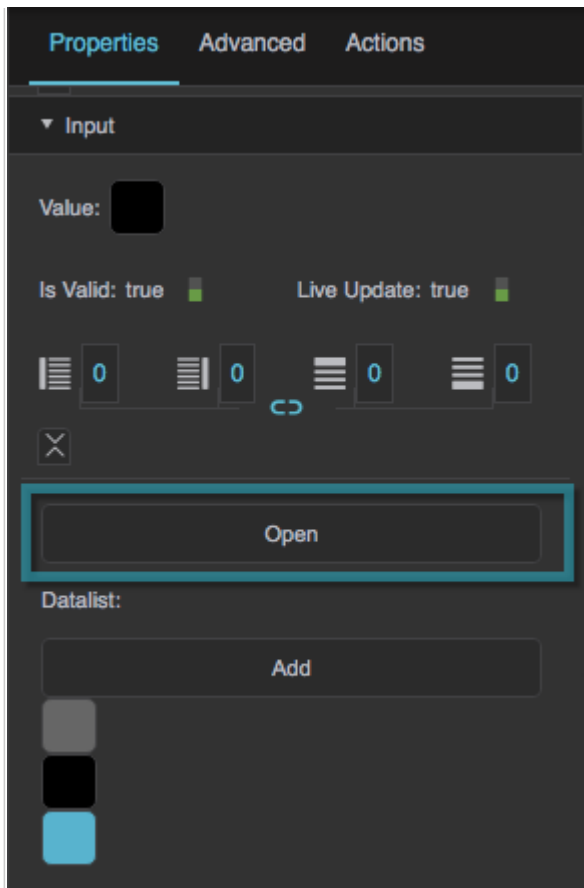 Properties Advanced Actions
Input
Value:
Is Valid: true Live Update: true
0 0 0 0
Open
Datalist:
Add